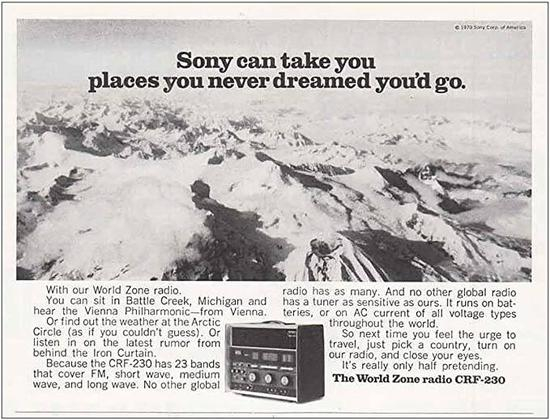 © 1970 Sony Corp. of America
Sony can take you
places you never dreamed you'd go.
With our World Zone radio.
You can sit in Battle Creek, Michigan and
hear the Vienna Philharmonic—from Vienna.
Or find out the weather at the Arctic
Circle (as if you couldn't guess). Or
listen in on the latest rumor from
behind the Iron Curtain.
Because the CRF-230 has 23 bands
that cover FM, short wave, medium
wave, and long wave. No other global
radio has as many. And no other global radio
has a tuner as sensitive as ours. It runs on bat-
teries, or on AC current of all voltage types
throughout the world.
So next time you feel the urge to
travel, just pick a country, turn on
our radio, and close your eyes.
It's really only half pretending.
The World Zone radio CRF-230